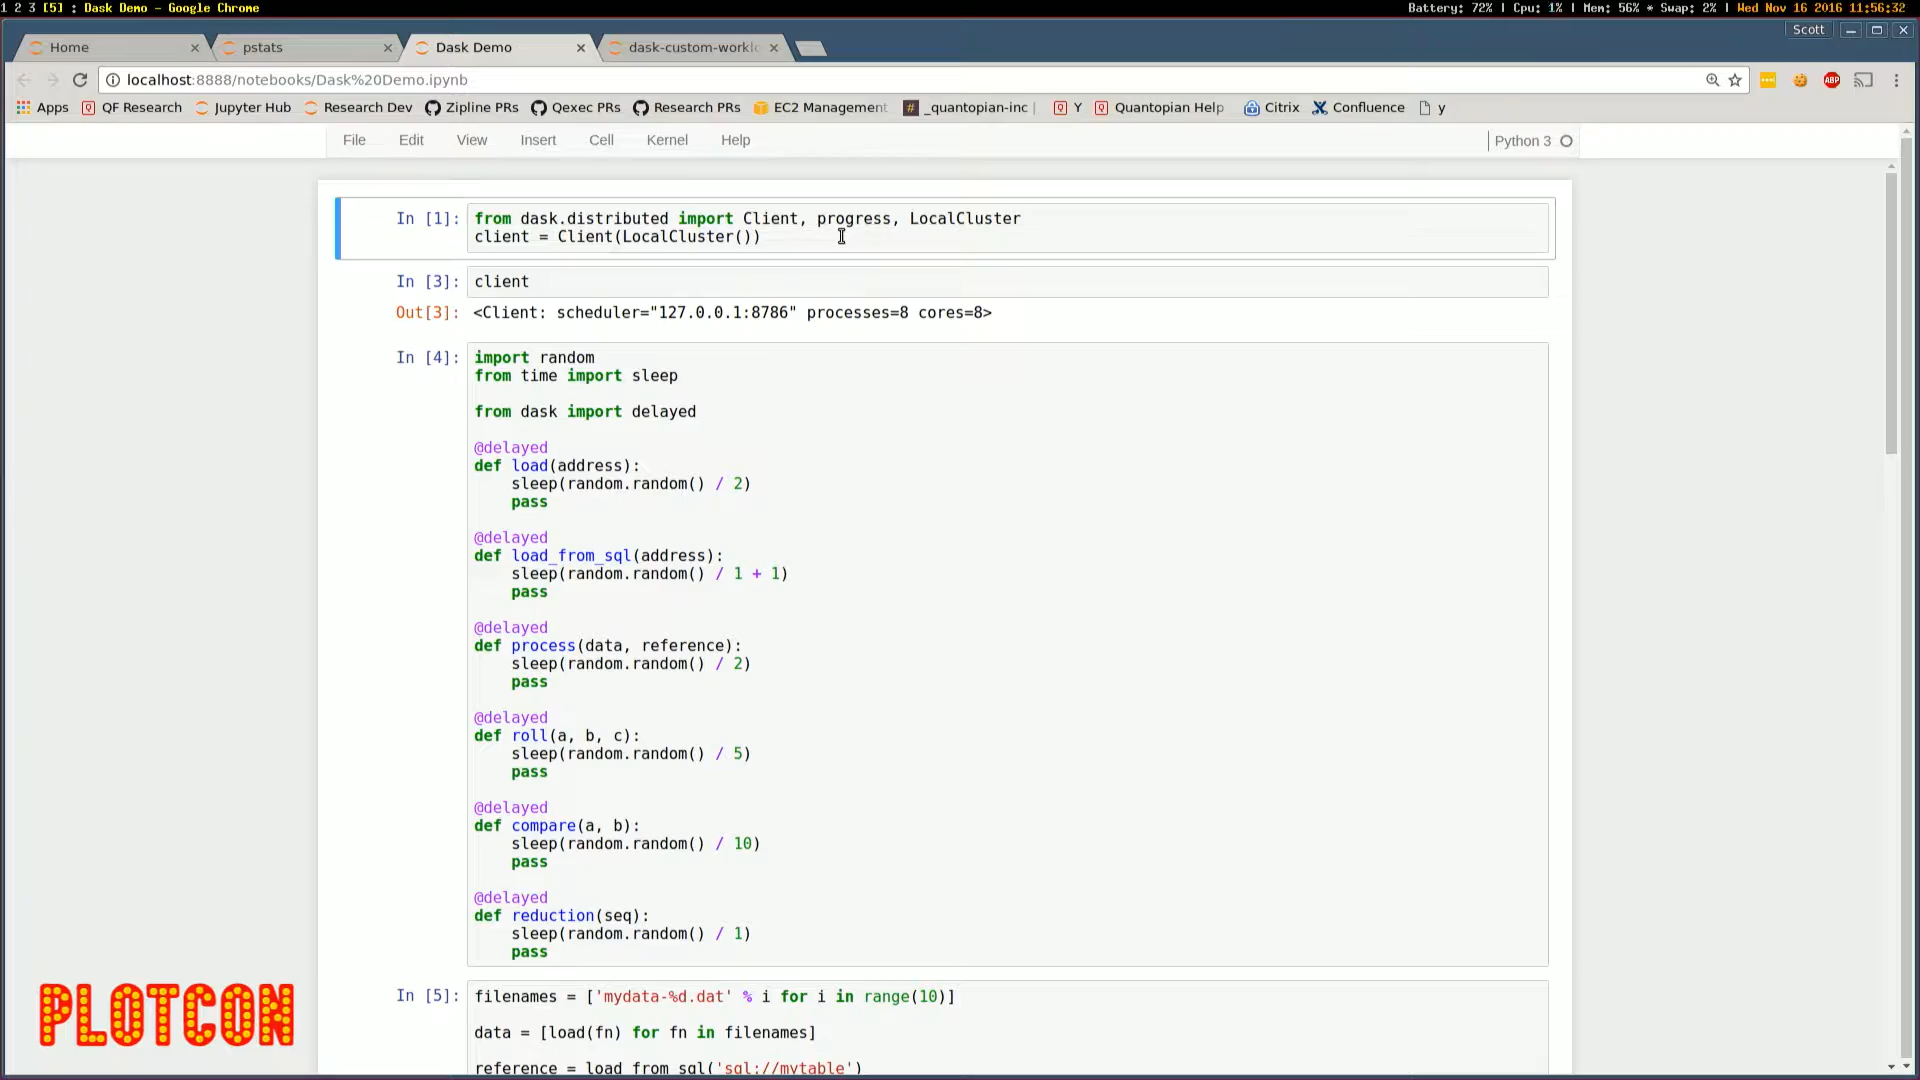 1 2 3 [5] : Dask Demo - Google Chrome
Battery: 72% | Cpu: 1% | Mem: 56% * Swap: 2% | Wed Nov 16 2016 11:56:32
Home
pstats
Dask Demo
dask-custom-worklo
Scott
localhost:8888/notebooks/Dask%20Demo.ipynb
ABP
Apps
QF Research
Jupyter Hub
Research Dev
Zipline PRs
Qexec PRs
Research PRs
EC2 Management
_quantopian-inc |
Y
Quantopian Help
Citrix
Confluence
y
File
Edit
View
Insert
Cell
Kernel
Help
Python 3
In [1]:
from dask.distributed import Client, progress, LocalCluster
client = Client(LocalCluster())
In [3]:
client
Out[3]:
<Client: scheduler="127.0.0.1:8786" processes=8 cores=8>
In [4]:
import random
from time import sleep
from dask import delayed
@delayed
def load(address):
    sleep(random.random() / 2)
    pass
@delayed
def load_from_sql(address):
    sleep(random.random() / 1 + 1)
    pass
@delayed
def process(data, reference):
    sleep(random.random() / 2)
    pass
@delayed
def roll(a, b, c):
    sleep(random.random() / 5)
    pass
@delayed
def compare(a, b):
    sleep(random.random() / 10)
    pass
@delayed
def reduction(seq):
    sleep(random.random() / 1)
    pass
In [5]:
filenames = ['mydata-%d.dat' % i for i in range(10)]
data = [load(fn) for fn in filenames]
reference = load_from_sql('sql://mytable')
PLOTCON